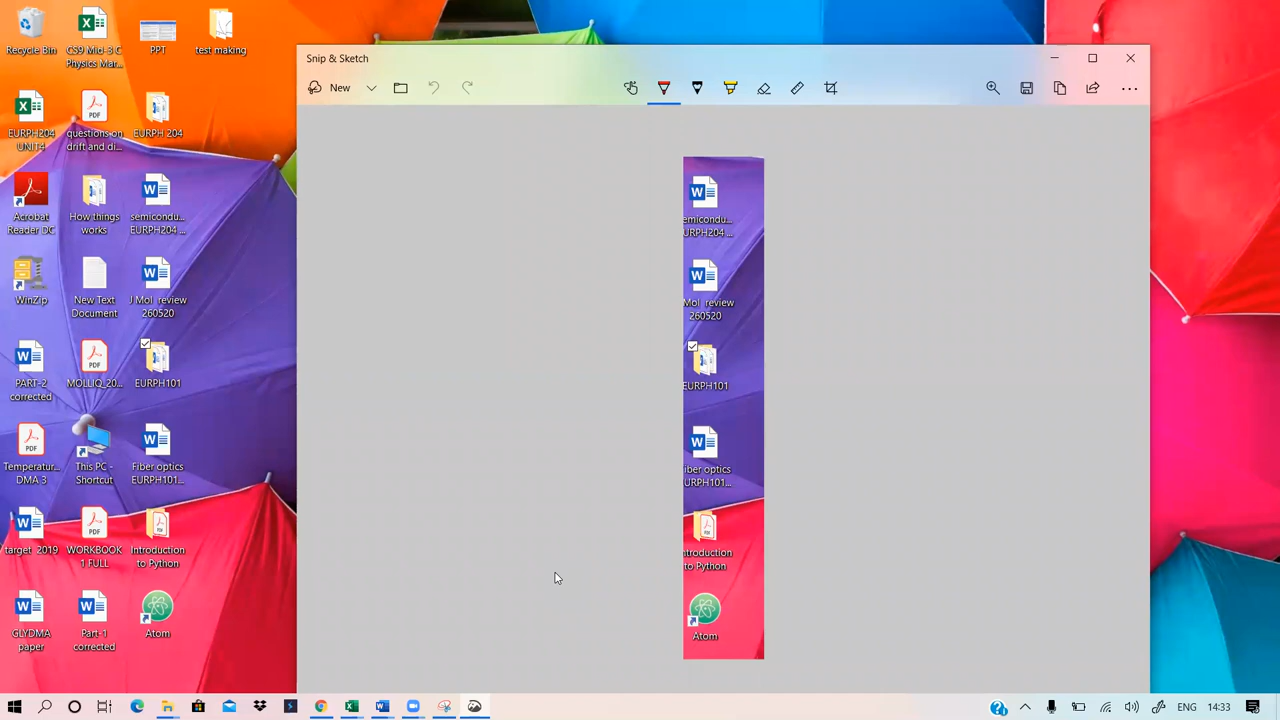 Recycle Bin
CS9 Mid-3 C
Physics Mar...
PPT
test making
EURPH204
UNIT4
questions on
drift and di...
EURPH 204
Acrobat
Reader DC
How things
works
semicondu...
EURPH204 ...
WinZip
New Text
Document
J Mol review
260520
PART-2
corrected
MOLLIQ_20...
EURPH101
Temperatur...
DMA 3
This PC -
Shortcut
Fiber optics
EURPH101...
target 2019
WORKBOOK
1 FULL
Introduction
to Python
GLYDMA
paper
Part-1
corrected
Atom
Snip & Sketch
New
emicondu...
EURPH204 ...
Mol review
260520
EURPH101
iber optics
URPH101...
ntroduction
to Python
Atom
ENG
14:33